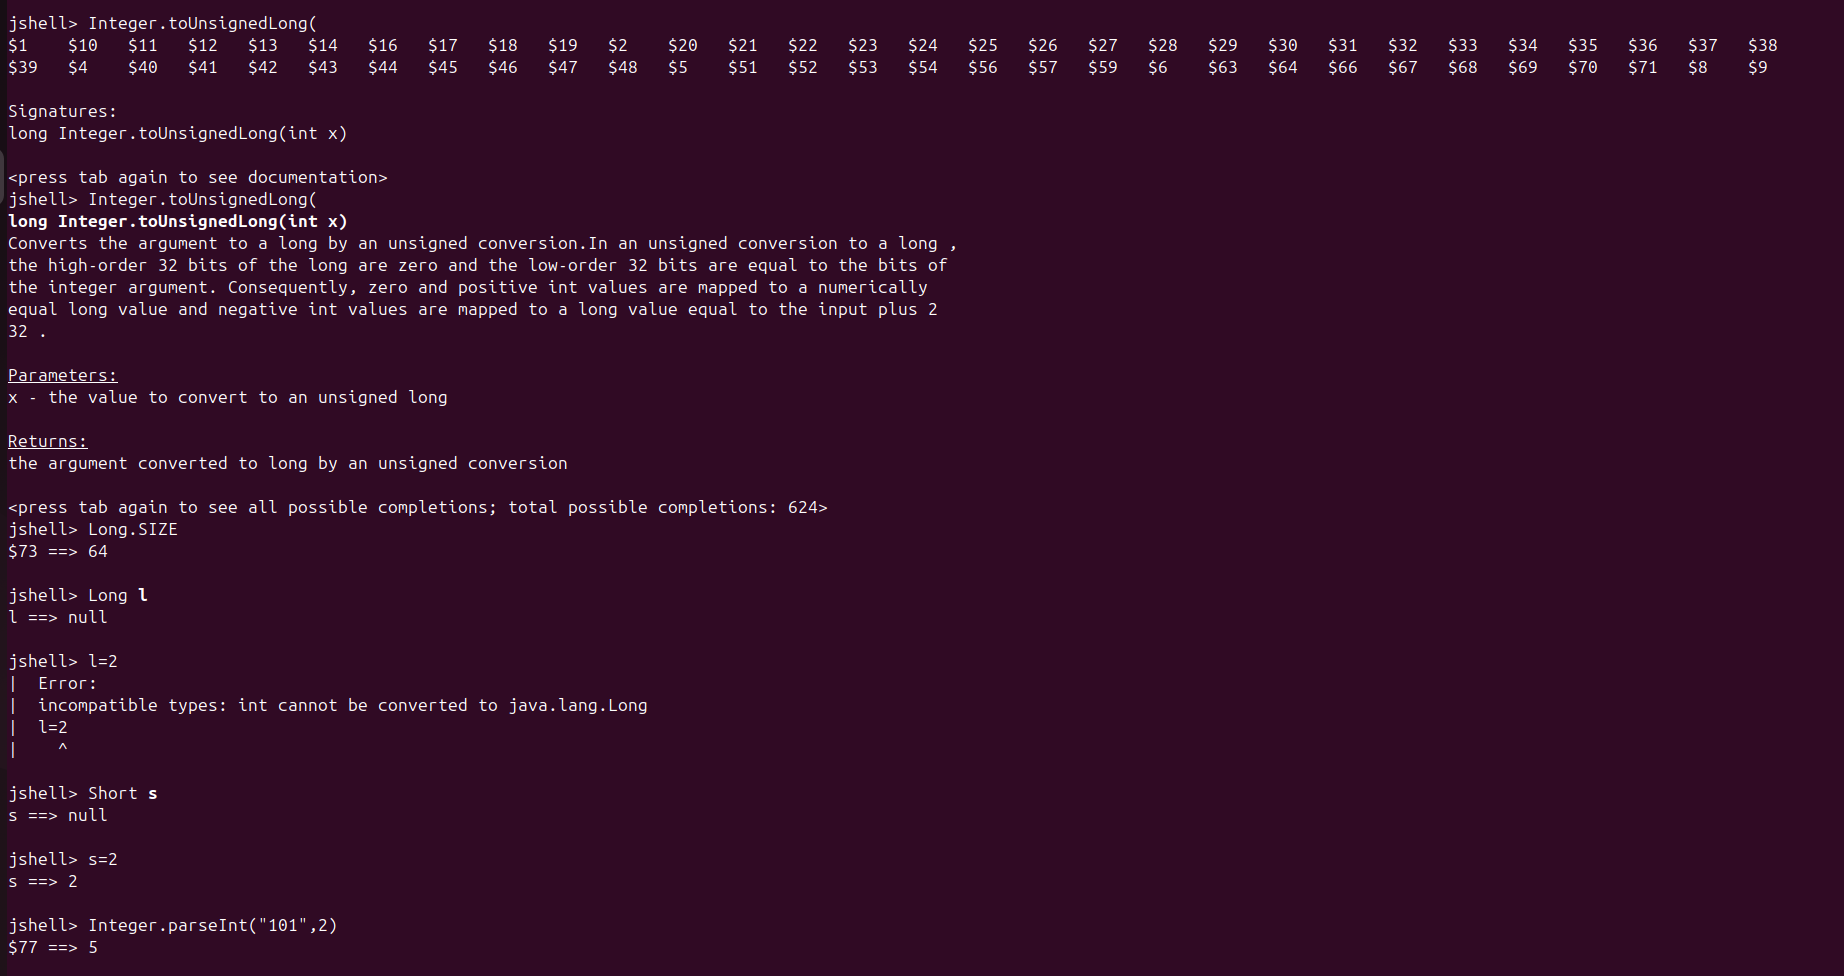 jshell> Integer.toUnsignedLong(
$1    $10   $11   $12   $13   $14   $16   $17   $18   $19   $2    $20   $21   $22   $23   $24   $25   $26   $27   $28   $29   $30   $31   $32   $33   $34   $35   $36   $37   $38
$39   $4    $40   $41   $42   $43   $44   $45   $46   $47   $48   $5    $51   $52   $53   $54   $56   $57   $59   $6    $63   $64   $66   $67   $68   $69   $70   $71   $8    $9
Signatures:
long Integer.toUnsignedLong(int x)
<press tab again to see documentation>
jshell> Integer.toUnsignedLong(
long Integer.toUnsignedLong(int x)
Converts the argument to a long by an unsigned conversion.In an unsigned conversion to a long ,
the high-order 32 bits of the long are zero and the low-order 32 bits are equal to the bits of
the integer argument. Consequently, zero and positive int values are mapped to a numerically
equal long value and negative int values are mapped to a long value equal to the input plus 2
32 .
Parameters:
x - the value to convert to an unsigned long
Returns:
the argument converted to long by an unsigned conversion
<press tab again to see all possible completions; total possible completions: 624>
jshell> Long.SIZE
$73 ==> 64
jshell> Long l
l ==> null
jshell> l=2
|  Error:
|  incompatible types: int cannot be converted to java.lang.Long
|  l=2
|    ^
jshell> Short s
s ==> null
jshell> s=2
s ==> 2
jshell> Integer.parseInt("101",2)
$77 ==> 5